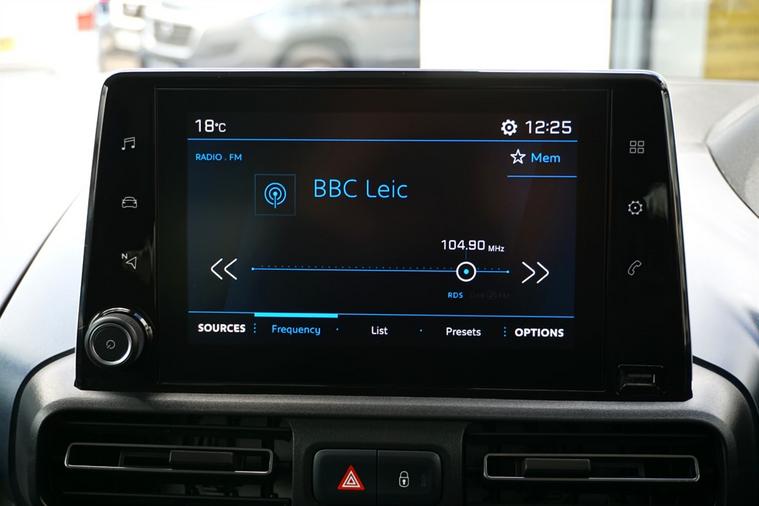 18°C 12:25
RADIO . FM Mem
BBC Leic
N
104.90 MHz
RDS
SOURCES Frequency List Presets OPTIONS